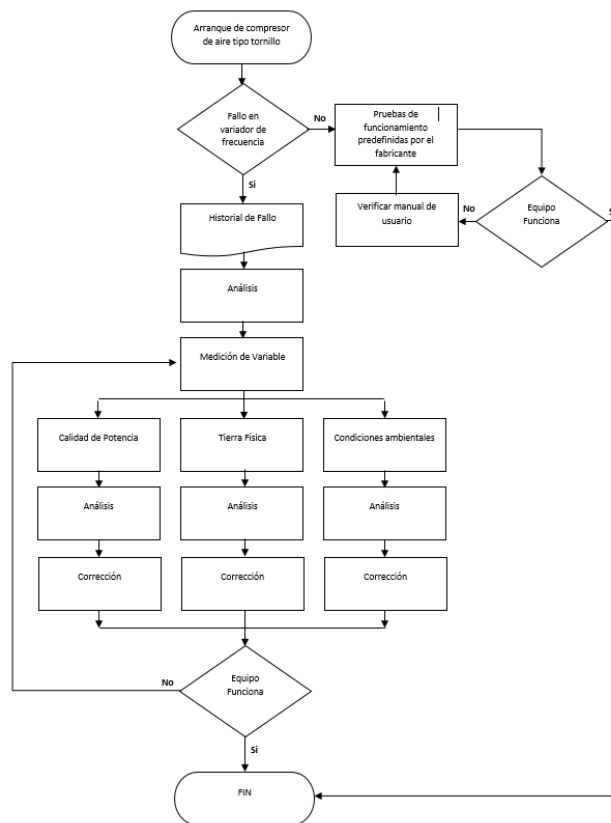 Arranque de compresor
de aire tipo tornillo
Fallo en
variador de
frecuencia
No
Pruebas de
funcionamiento
predefinidas por el
fabricante
Si
Historial de Fallo
Verificar manual de
usuario
No
Equipo
Funciona
S
Análisis
Medición de Variable
Calidad de Potencia
Tierra Física
Condiciones ambientales
Análisis
Análisis
Análisis
Corrección
Corrección
Corrección
No
Equipo
Funciona
Si
FIN